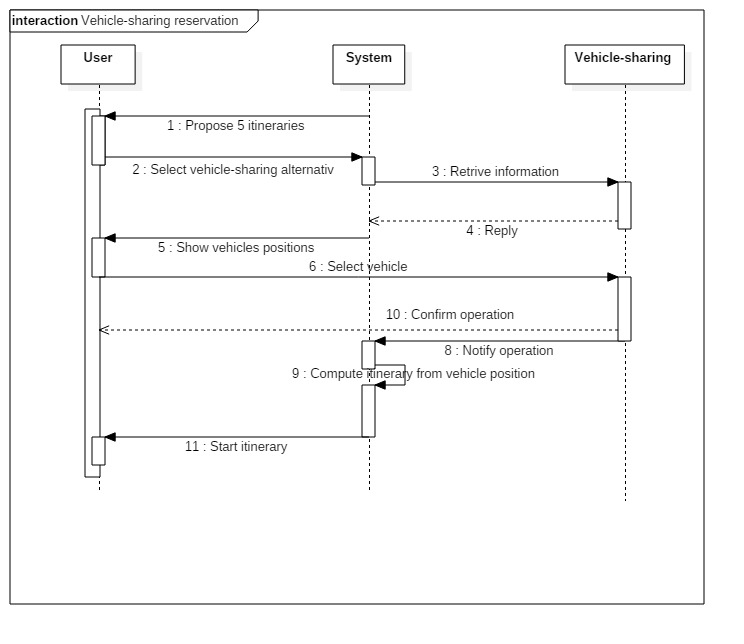 interaction Vehicle-sharing reservation
User
System
Vehicle-sharing
1 : Propose 5 itineraries
2 : Select vehicle-sharing alternativ
3 : Retrive information
4 : Reply
5 : Show vehicles positions
6 : Select vehicle
10 : Confirm operation
8 : Notify operation
9 : Compute itinerary from vehicle position
11 : Start itinerary